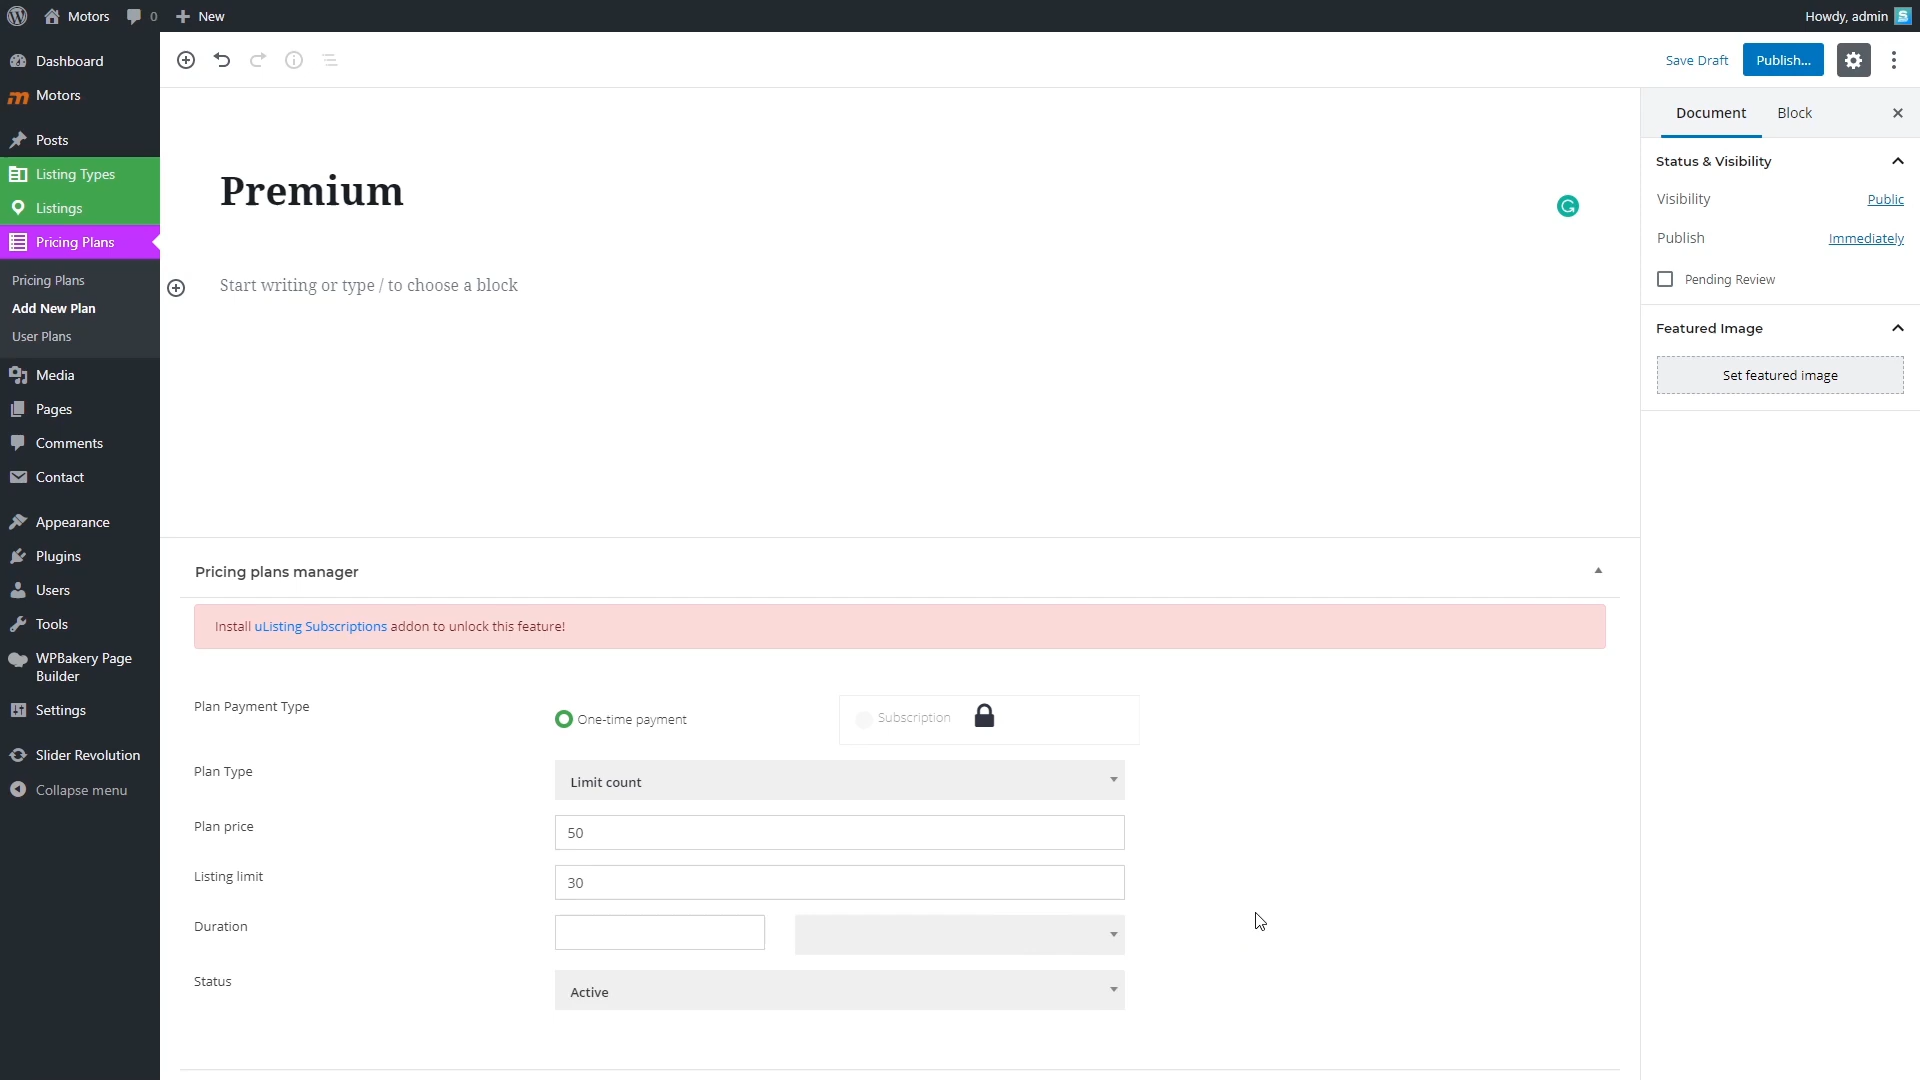 Motors
0
New
Howdy, admin
Dashboard
Motors
Posts
Listing Types
Listings
Pricing Plans
Pricing Plans
Add New Plan
User Plans
Media
Pages
Comments
Contact
Appearance
Plugins
Users
Tools
WPBakery Page
Builder
Settings
Slider Revolution
Collapse menu
Save Draft
Publish...
Premium
Start writing or type / to choose a block
Pricing plans manager
Install uListing Subscriptions addon to unlock this feature!
Plan Payment Type
One-time payment
Subscription
Plan Type
Limit count
Plan price
50
Listing limit
30
Duration
Status
Active
Document
Block
Status & Visibility
Visibility
Public
Publish
Immediately
Pending Review
Featured Image
Set featured image